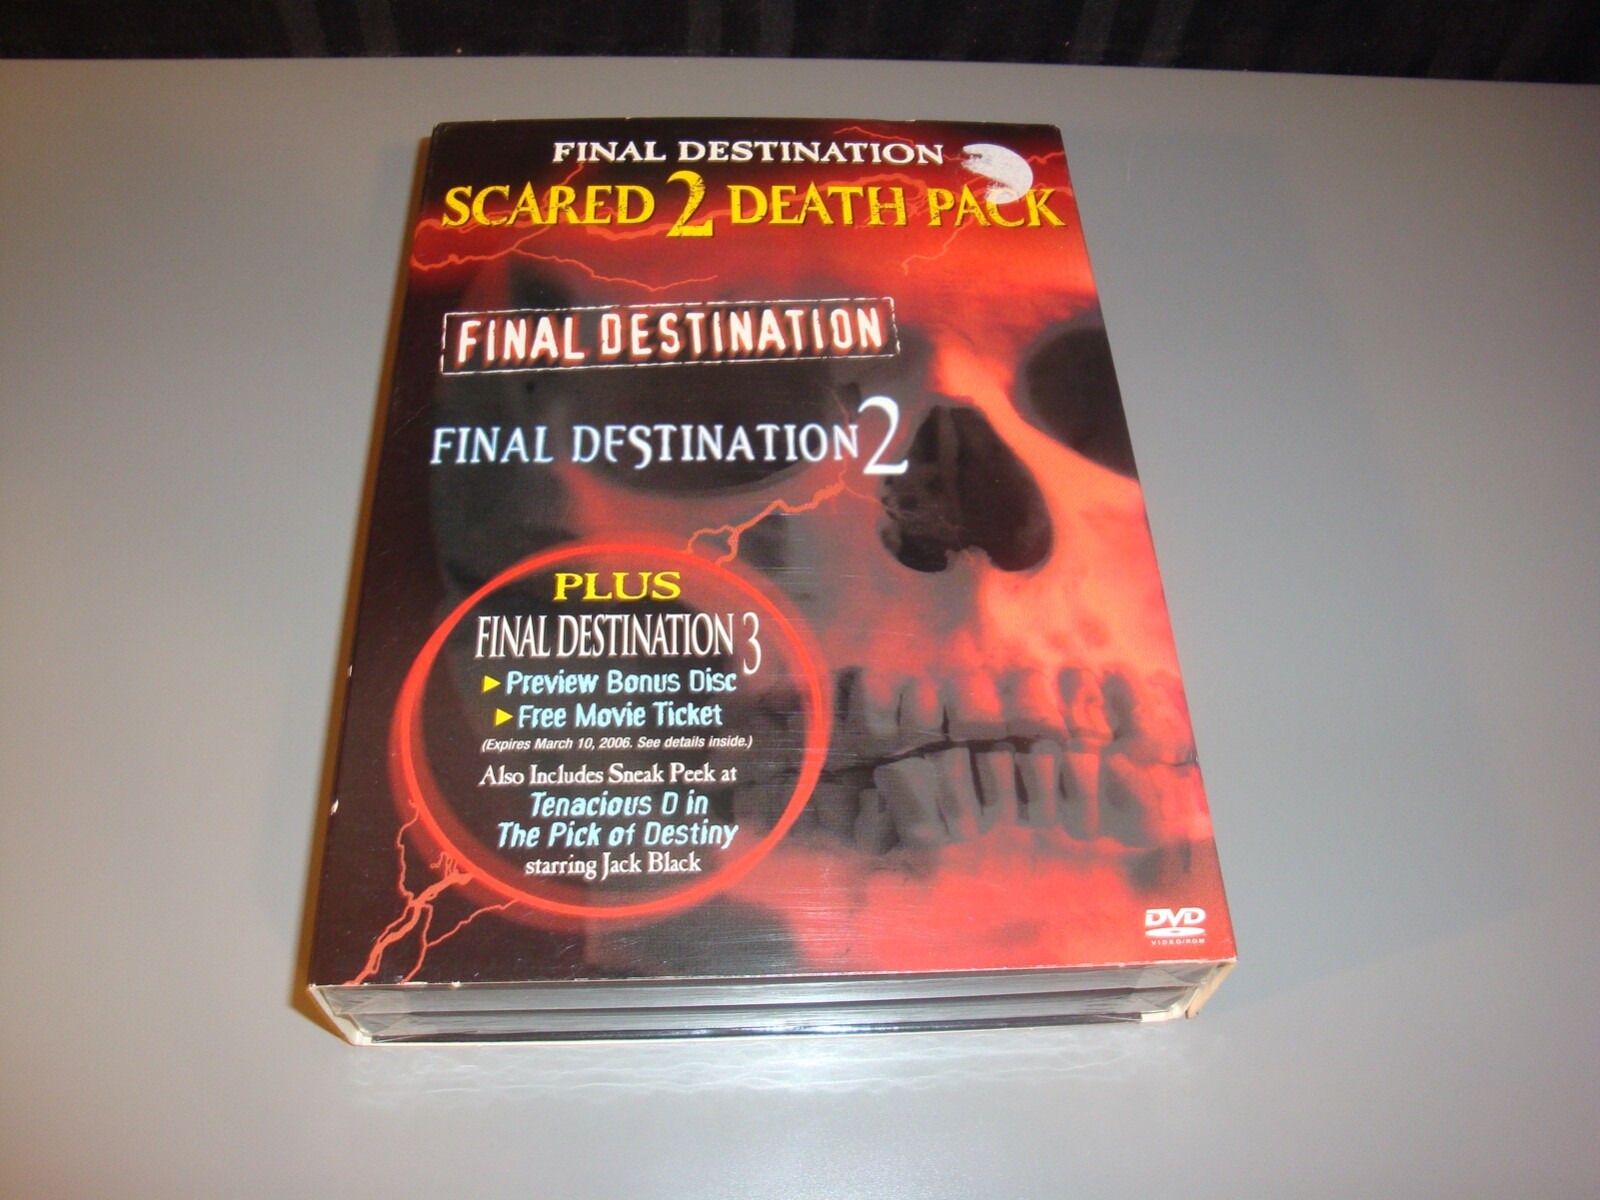 FINAL DESTINATION
SCARED 2 DEATH PACK
FINAL DESTINATION
FINAL DESTINATION 2
PLUS
FINAL DESTINATION 3
Preview Bonus Disc
Free Movie Ticket
(Expires March 10, 2006. See details inside.)
Also Includes Sneak Peek at
Tenacious D in
The Pick of Destiny
starring Jack Black
DVD
VIDEO/ROM